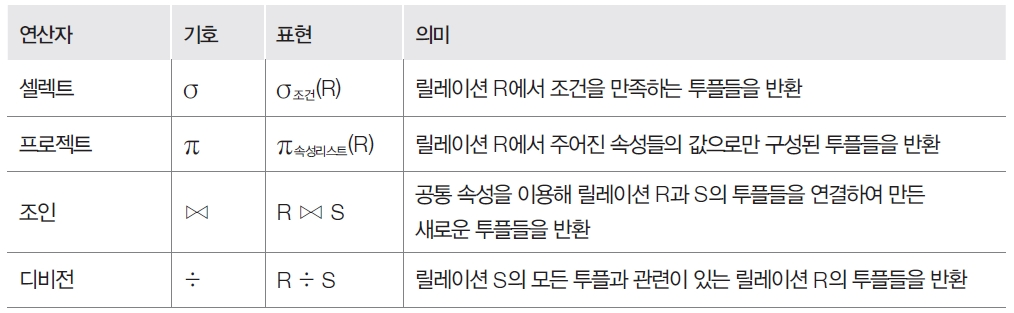 연산자 기호 표현 의미
셀렉트 σ σ조건(R) 릴레이션 R에서 조건을 만족하는 투플들을 반환
프로젝트 π π속성리스트(R) 릴레이션 R에서 주어진 속성들의 값으로만 구성된 투플들을 반환
조인 ⋈ R ⋈ S 공통 속성을 이용해 릴레이션 R과 S의 투플들을 연결하여 만든
새로운 투플들을 반환
디비전 ÷ R ÷ S 릴레이션 S의 모든 투플과 관련이 있는 릴레이션 R의 투플들을 반환